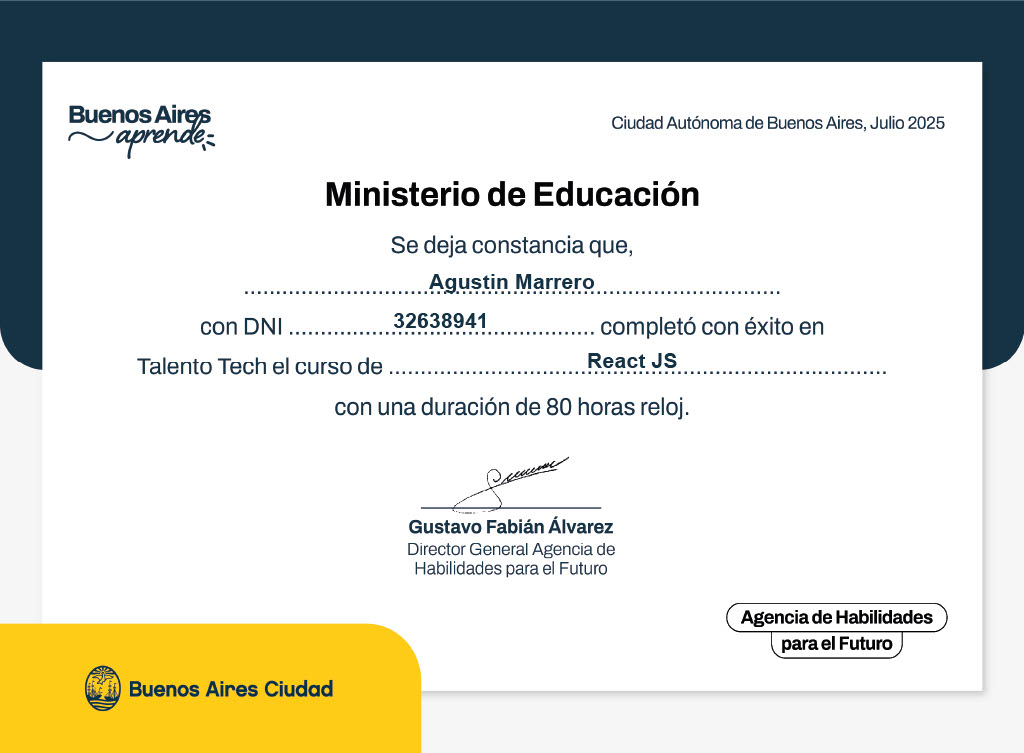 Buenos Aires
aprende
Ciudad Autónoma de Buenos Aires, Julio 2025
Ministerio de Educación
Se deja constancia que,
Agustin Marrero
con DNI 32638941 completó con éxito en
Talento Tech el curso de React JS
con una duración de 80 horas reloj.
Gustavo Fabián Álvarez
Director General Agencia de
Habilidades para el Futuro
Agencia de Habilidades
para el Futuro
Buenos Aires Ciudad